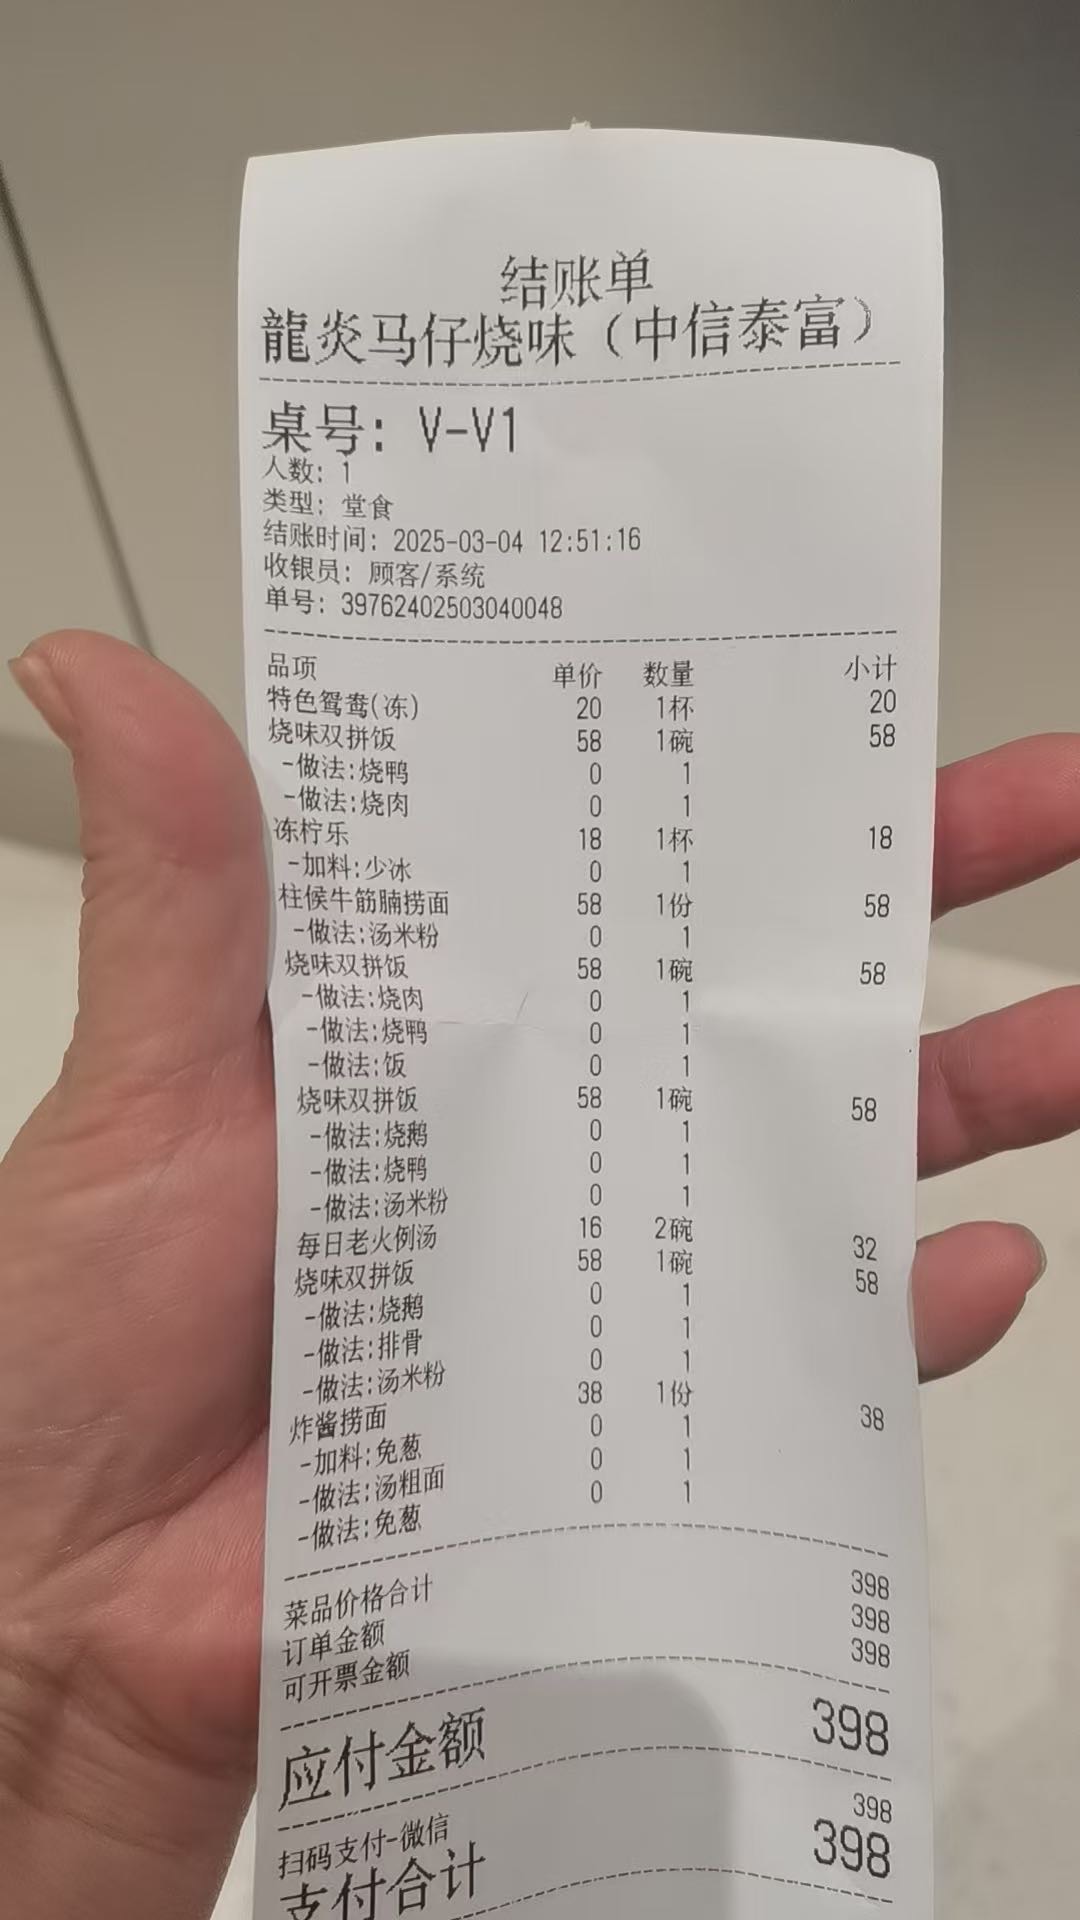 结账单
龍炎马仔烧味（中信泰富）
桌号: V-V1
人数: 1
类型: 堂食
结账时间: 2025-03-04 12:51:16
收银员: 顾客/系统
单号: 39762402503040048
品项 单价 数量 小计
特色鸳鸯(冻) 20 1杯 20
烧味双拼饭 58 1碗 58
-做法:烧鸭 0 1
-做法:烧肉 0 1
冻柠乐 18 1杯 18
-加料:少冰 0 1
柱候牛筋腩捞面 58 1份 58
-做法:汤米粉 0 1
烧味双拼饭 58 1碗 58
-做法:烧肉 0 1
-做法:烧鸭 0 1
-做法:饭 0 1
烧味双拼饭 58 1碗 58
-做法:烧鹅 0 1
-做法:烧鸭 0 1
-做法:汤米粉 0 1
每日老火例汤 16 2碗 32
烧味双拼饭 58 1碗 58
-做法:烧鹅 0 1
-做法:排骨 0 1
-做法:汤米粉 0 1
炸酱捞面 38 1份 38
-加料:免葱 0 1
-做法:汤粗面 0 1
-做法:免葱 0 1
菜品价格合计 398
订单金额 398
可开票金额 398
应付金额 398
扫码支付-微信 398
支付合计 398